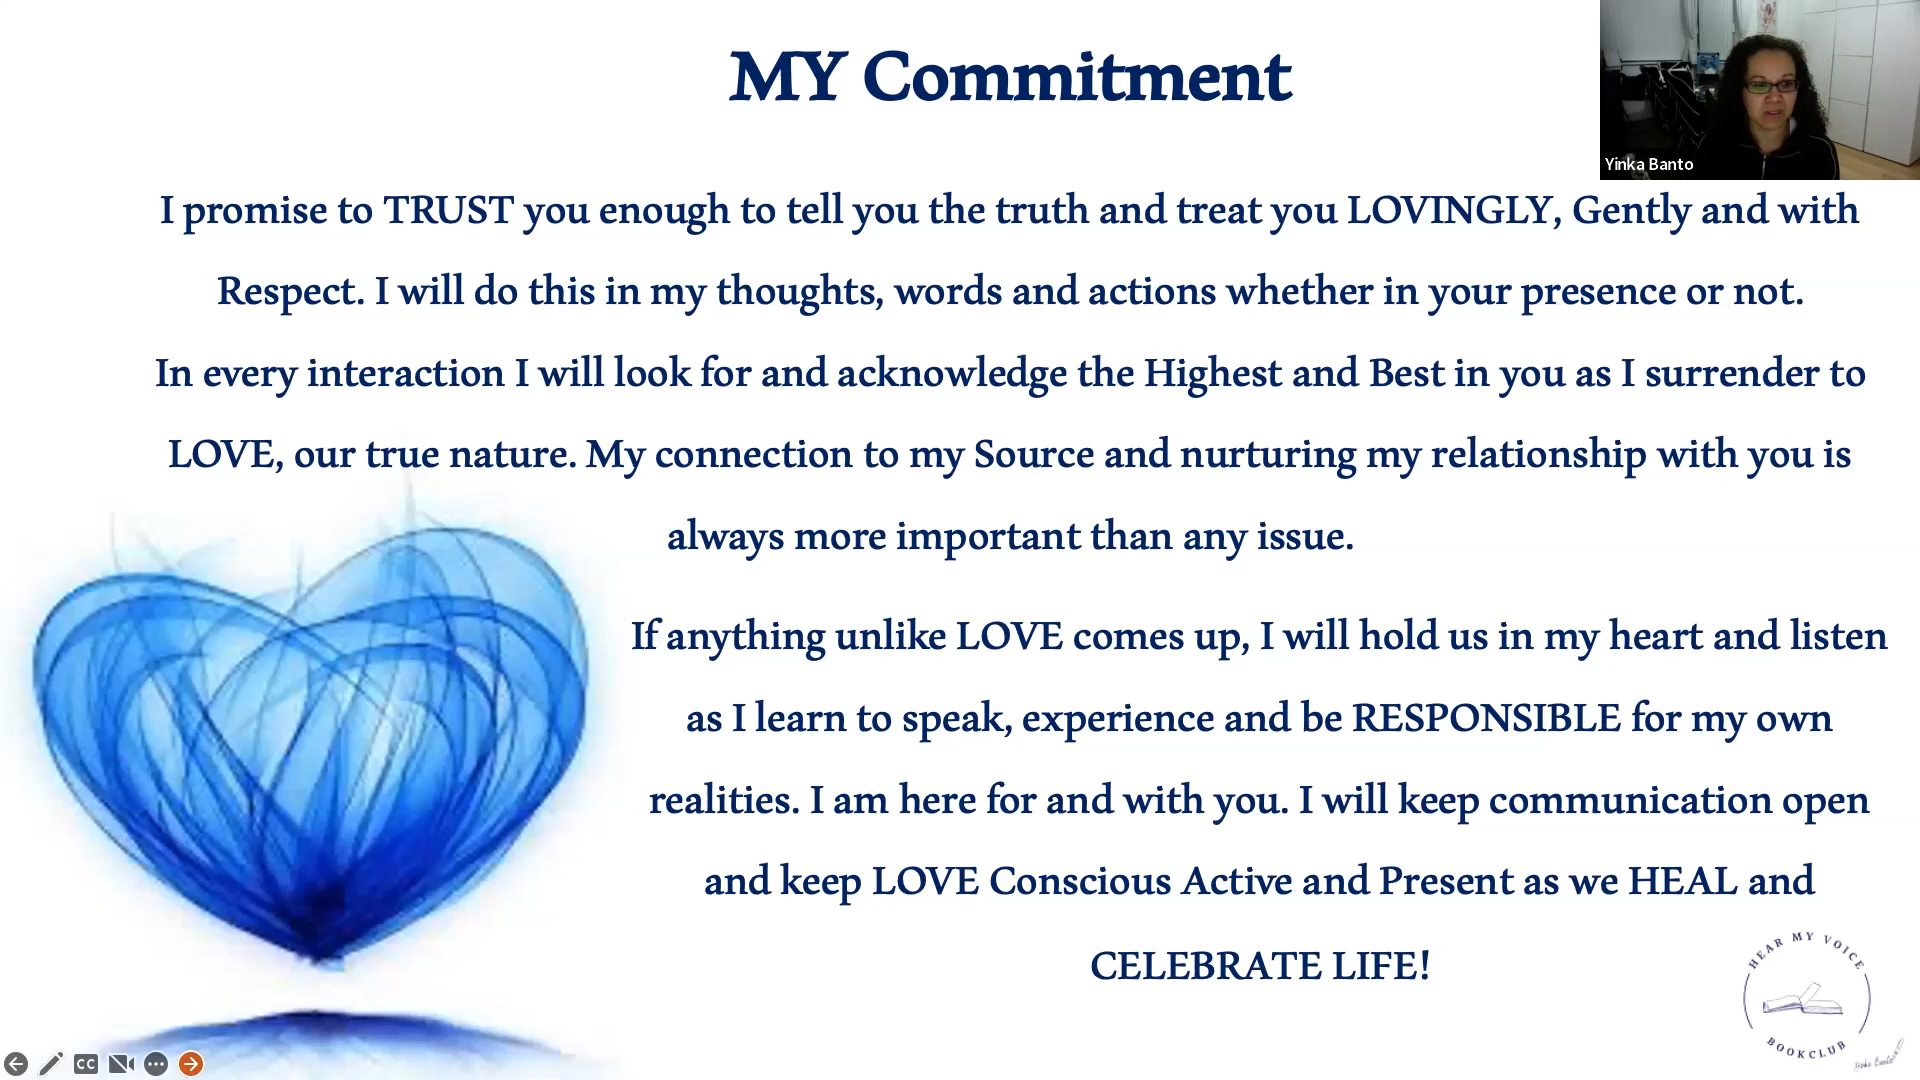 MY Commitment
Yinka Banto
I promise to TRUST you enough to tell you the truth and treat you LOVINGLY, Gently and with
Respect. I will do this in my thoughts, words and actions whether in your presence or not.
In every interaction I will look for and acknowledge the Highest and Best in you as I surrender to
LOVE, our true nature. My connection to my Source and nurturing my relationship with you is
always more important than any issue.
If anything unlike LOVE comes up, I will hold us in my heart and listen
as I learn to speak, experience and be RESPONSIBLE for my own
realities. I am here for and with you. I will keep communication open
and keep LOVE Conscious Active and Present as we HEAL and
CELEBRATE LIFE!
HEAR MY VOICE
BOOKCLUB
Yinka Banto
CC